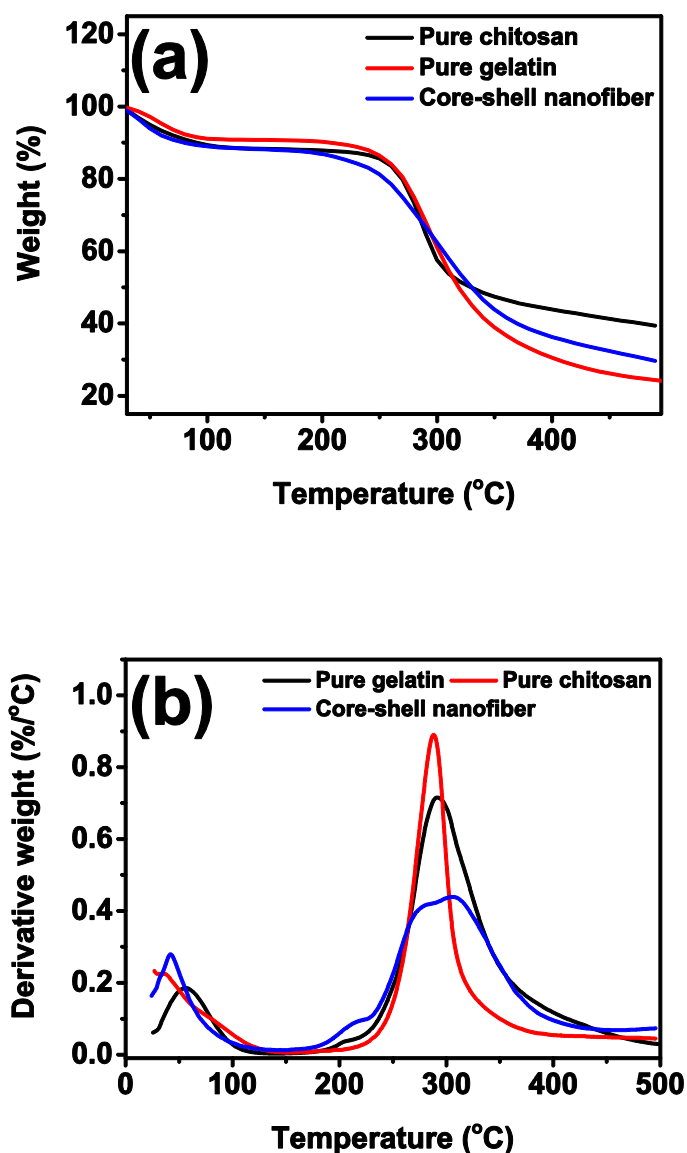 (a)
Pure chitosan
Pure gelatin
Core-shell nanofiber
120
100
80
60
40
20
Weight (%)
100 200 300 400
Temperature (°C)
(b)
Pure gelatin Pure chitosan
Core-shell nanofiber
1.0
0.8
0.6
0.4
0.2
0.0
Derivative weight (%/°C)
0 100 200 300 400 500
Temperature (°C)